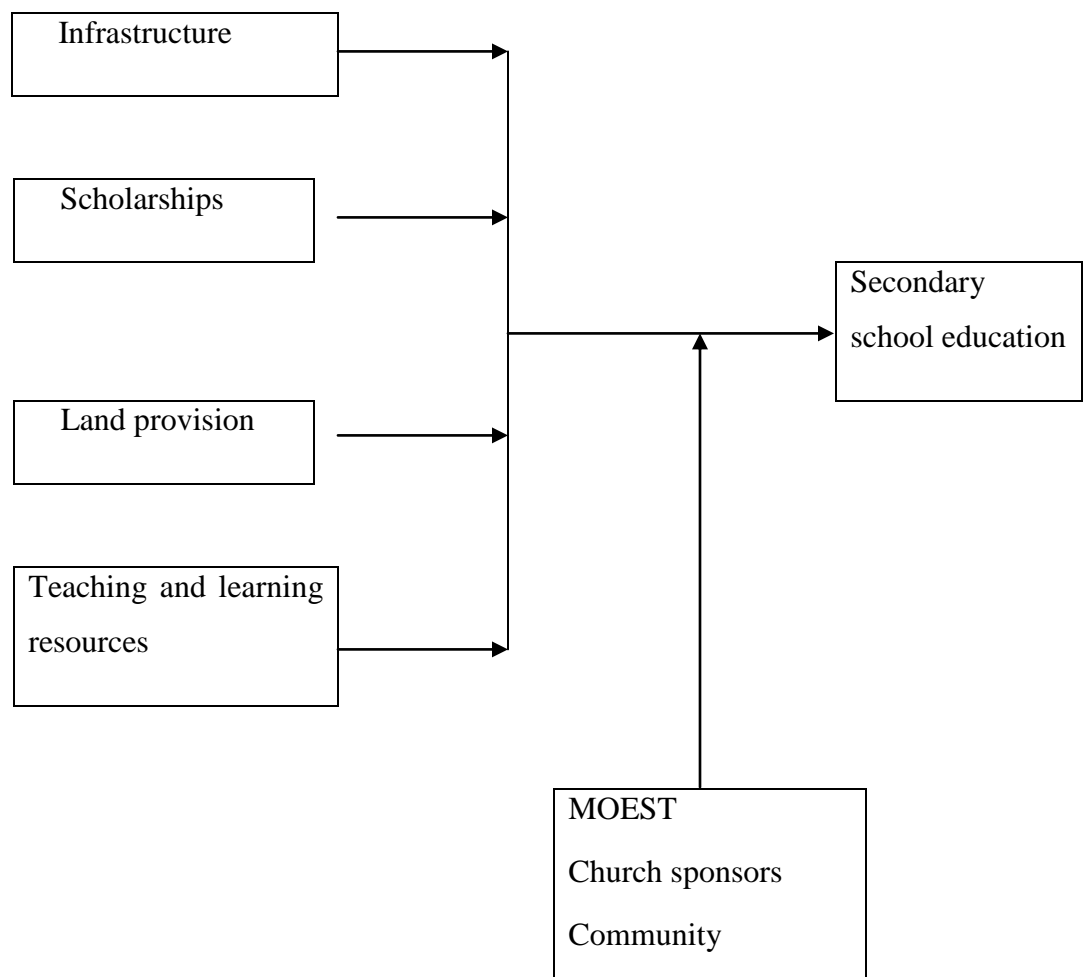 Infrastructure
Scholarships
Land provision
Teaching and learning
resources
Secondary
school education
MOEST
Church sponsors
Community